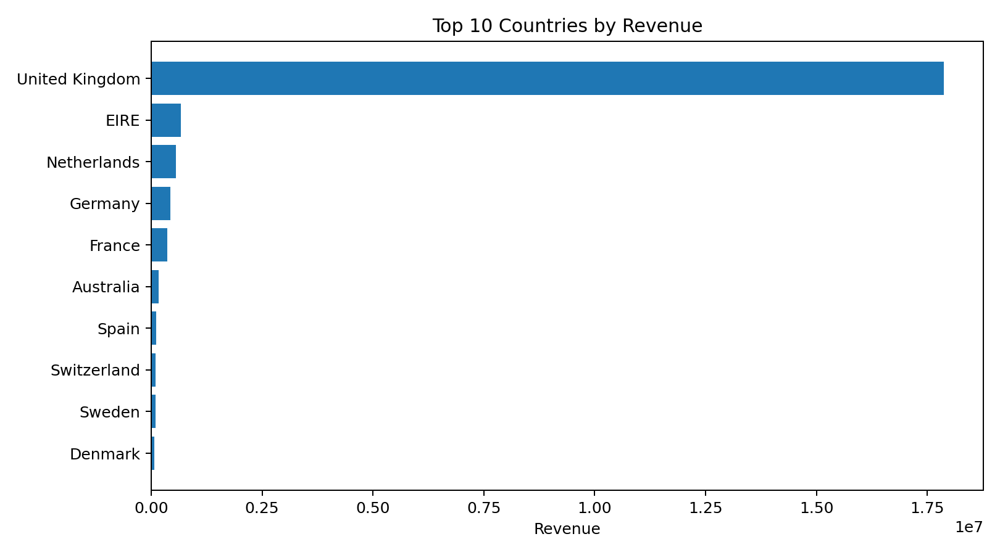 Top 10 Countries by Revenue
United Kingdom
EIRE
Netherlands
Germany
France
Australia
Spain
Switzerland
Sweden
Denmark
0.00 0.25 0.50 0.75 1.00 1.25 1.50 1.75
Revenue
1e7